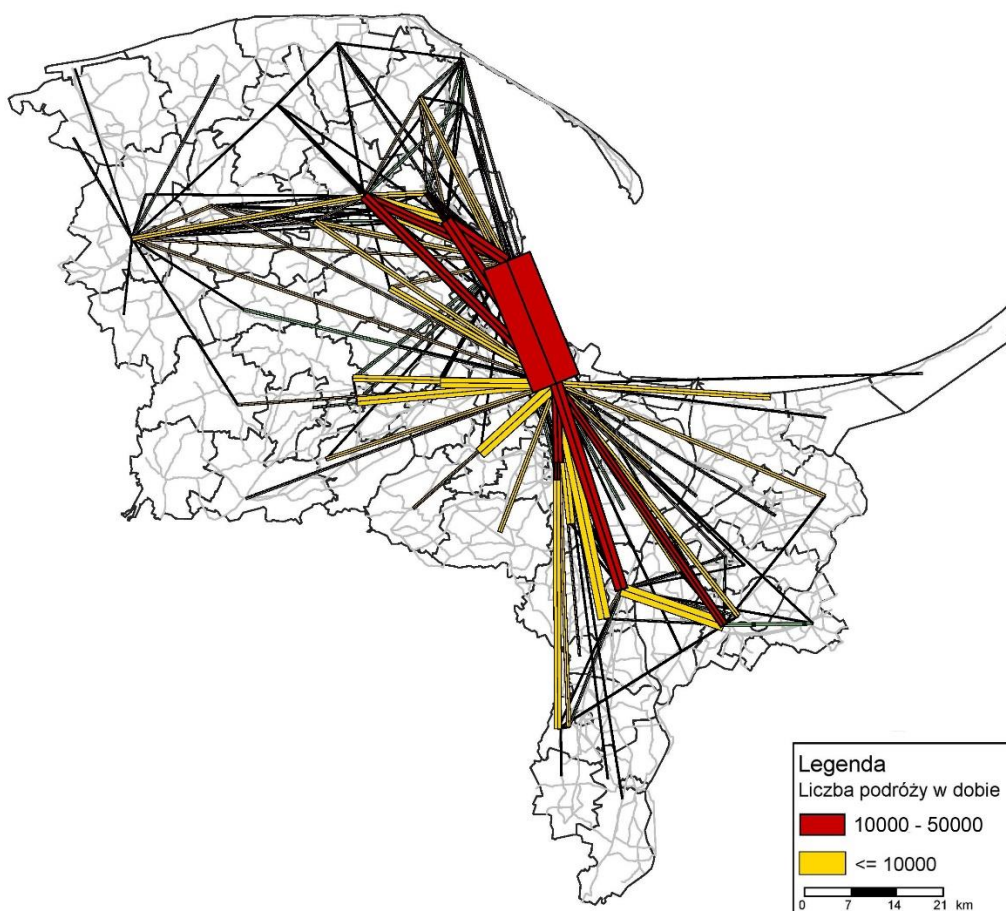 Legenda
Liczba podróży w dobie
10000 - 50000
<= 10000
0 7 14 21 km